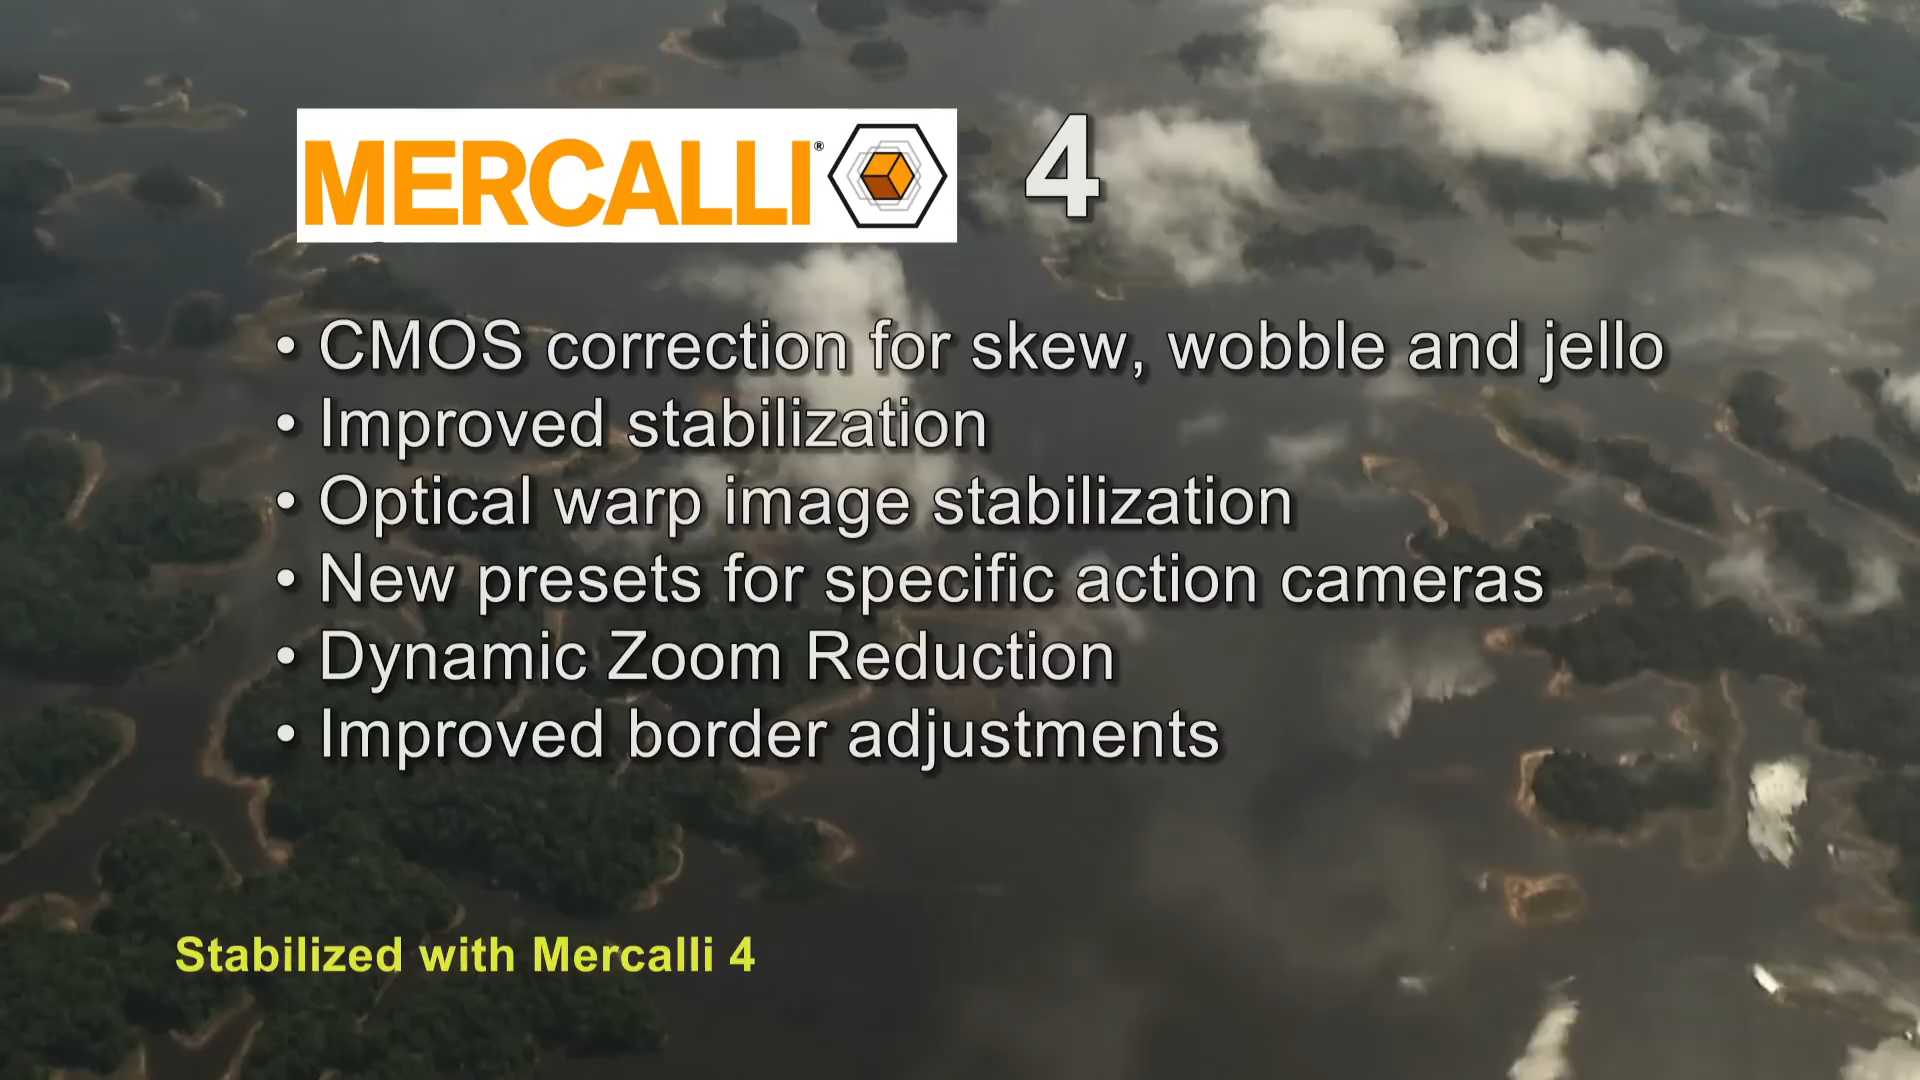 MERCALLI® 4
• CMOS correction for skew, wobble and jello
• Improved stabilization
• Optical warp image stabilization
• New presets for specific action cameras
• Dynamic Zoom Reduction
• Improved border adjustments
Stabilized with Mercalli 4